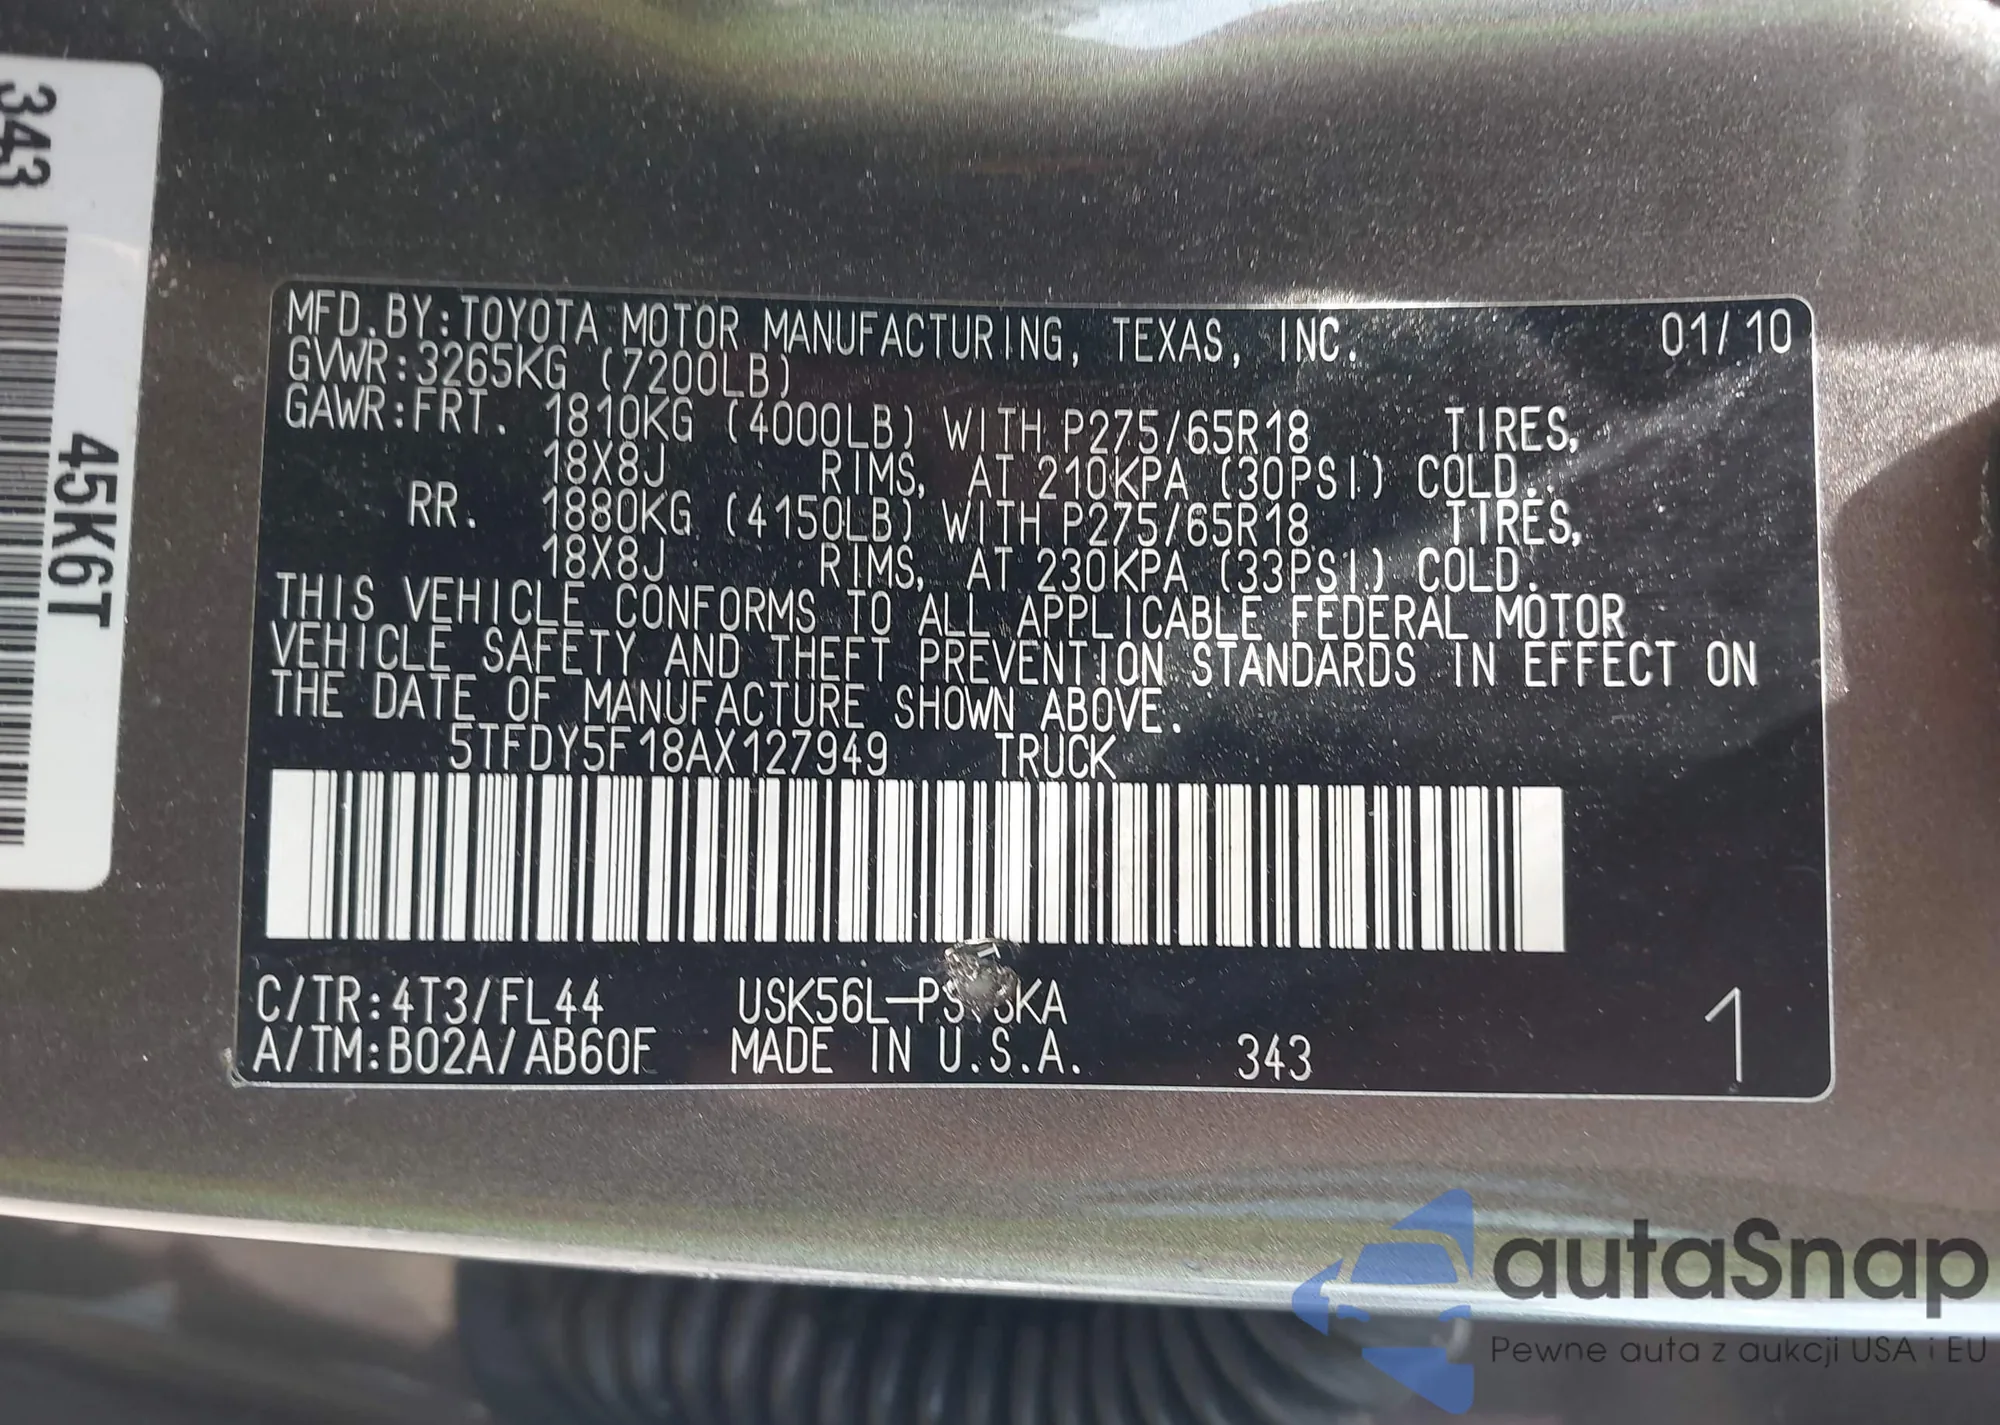 343
45K6T
MFD.BY:TOYOTA MOTOR MANUFACTURING, TEXAS, INC. 01/10
GVWR:3265KG (7200LB)
GAWR:FRT. 1810KG (4000LB) WITH P275/65R18 TIRES,
18X8J RIMS, AT 210KPA (30PSI) COLD.
RR. 1880KG (4150LB) WITH P275/65R18 TIRES,
18X8J RIMS, AT 230KPA (33PSI) COLD.
THIS VEHICLE CONFORMS TO ALL APPLICABLE FEDERAL MOTOR
VEHICLE SAFETY AND THEFT PREVENTION STANDARDS IN EFFECT ON
THE DATE OF MANUFACTURE SHOWN ABOVE.
5TFDY5F18AX127949 TRUCK
C/TR:4T3/FL44
A/TM:B02A/AB60F MADE IN U.S.A. 343 1
autaSnap
Pewne auta z aukcji USA i EU